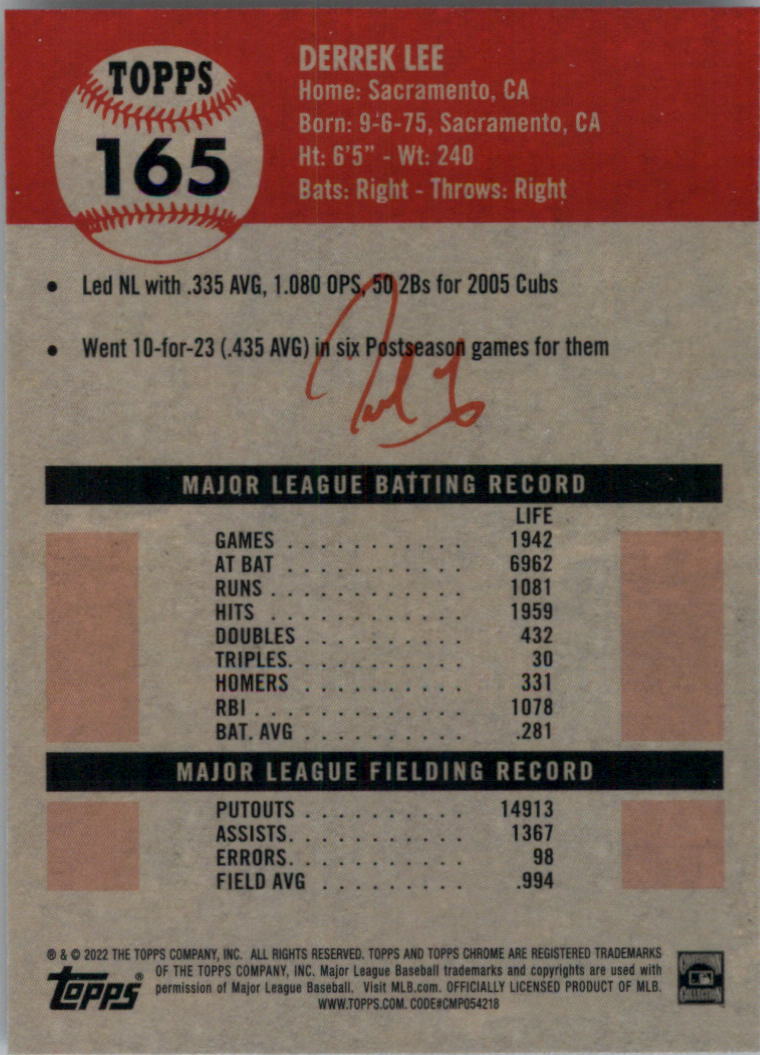 TOPPS
165
DERREK LEE
Home: Sacramento, CA
Born: 9-6-75, Sacramento, CA
Ht: 6'5" - Wt: 240
Bats: Right - Throws: Right
• Led NL with .335 AVG, 1.080 OPS, 50 2Bs for 2005 Cubs
• Went 10-for-23 (.435 AVG) in six Postseason games for them
MAJOR LEAGUE BATTING RECORD
LIFE
GAMES . . . . . . . . . . . 1942
AT BAT . . . . . . . . . . . 6962
RUNS . . . . . . . . . . . . 1081
HITS . . . . . . . . . . . . 1959
DOUBLES . . . . . . . . . . 432
TRIPLES. . . . . . . . . . . 30
HOMERS . . . . . . . . . . 331
RBI . . . . . . . . . . . . . 1078
BAT. AVG . . . . . . . . . . .281
MAJOR LEAGUE FIELDING RECORD
PUTOUTS . . . . . . . . . . 14913
ASSISTS. . . . . . . . . . . 1367
ERRORS. . . . . . . . . . . 98
FIELD AVG . . . . . . . . . .994
® & © 2022 THE TOPPS COMPANY, INC. ALL RIGHTS RESERVED. TOPPS AND TOPPS CHROME ARE REGISTERED TRADEMARKS
OF THE TOPPS COMPANY, INC. Major League Baseball trademarks and copyrights are used with
permission of Major League Baseball. Visit MLB.com. OFFICIALLY LICENSED PRODUCT OF MLB.
WWW.TOPPS.COM. CODE#CMP054218
Topps®